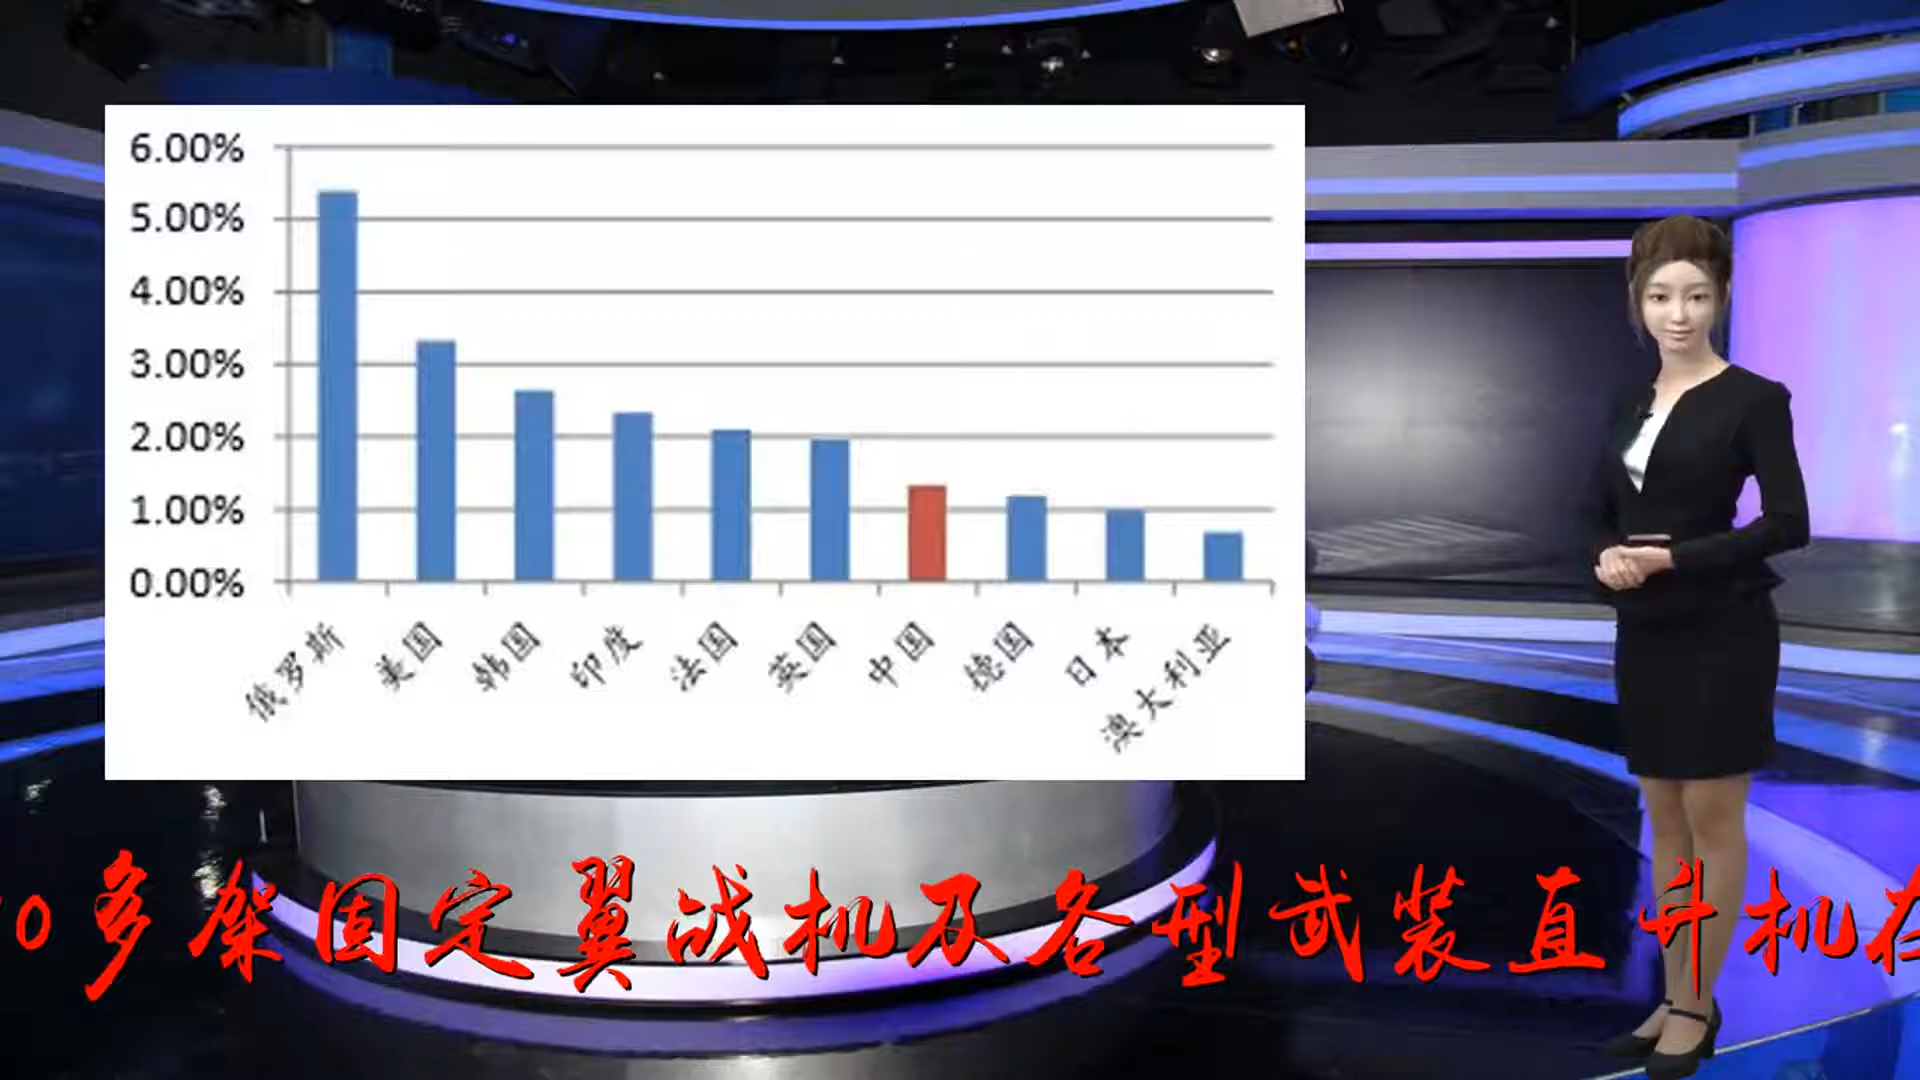 6.00%
5.00%
4.00%
3.00%
2.00%
1.00%
0.00%
俄罗斯
美国
韩国
印度
法国
英国
中国
德国
日本
澳大利亚
0多架固定翼战机及各型武装直升机在